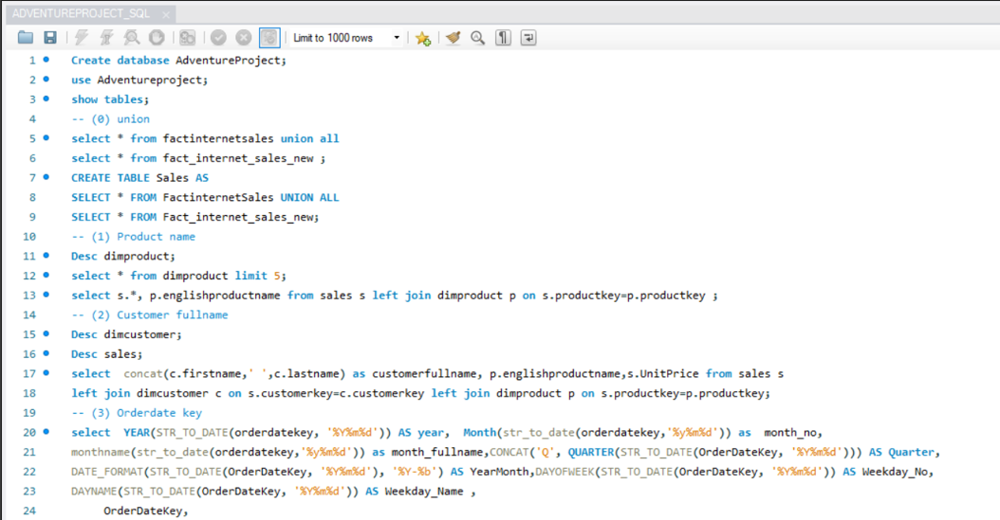 ADVENTUREPROJECT_SQL ×
Limit to 1000 rows
1 Create database AdventureProject;
2 use Adventureproject;
3 show tables;
4 -- (0) union
5 select * from factinternetsales union all
6 select * from fact_internet_sales_new ;
7 CREATE TABLE Sales AS
8 SELECT * FROM FactinternetSales UNION ALL
9 SELECT * FROM Fact_internet_sales_new;
10 -- (1) Product name
11 Desc dimproduct;
12 select * from dimproduct limit 5;
13 select s.*, p.englishproductname from sales s left join dimproduct p on s.productkey=p.productkey ;
14 -- (2) Customer fullname
15 Desc dimcustomer;
16 Desc sales;
17 select  concat(c.firstname,' ',c.lastname) as customerfullname, p.englishproductname,s.UnitPrice from sales s
18 left join dimcustomer c on s.customerkey=c.customerkey left join dimproduct p on s.productkey=p.productkey;
19 -- (3) Orderdate key
20 select  YEAR(STR_TO_DATE(orderdatekey, '%Y%m%d')) AS year,  Month(str_to_date(orderdatekey,'%y%m%d')) as  month_no,
21 monthname(str_to_date(orderdatekey,'%y%m%d')) as month_fullname,CONCAT('Q', QUARTER(STR_TO_DATE(OrderDateKey, '%Y%m%d'))) AS Quarter,
22 DATE_FORMAT(STR_TO_DATE(OrderDateKey, '%Y%m%d'), '%Y-%b') AS YearMonth,DAYOFWEEK(STR_TO_DATE(OrderDateKey, '%Y%m%d')) AS Weekday_No,
23 DAYNAME(STR_TO_DATE(OrderDateKey, '%Y%m%d')) AS Weekday_Name ,
24 OrderDateKey,